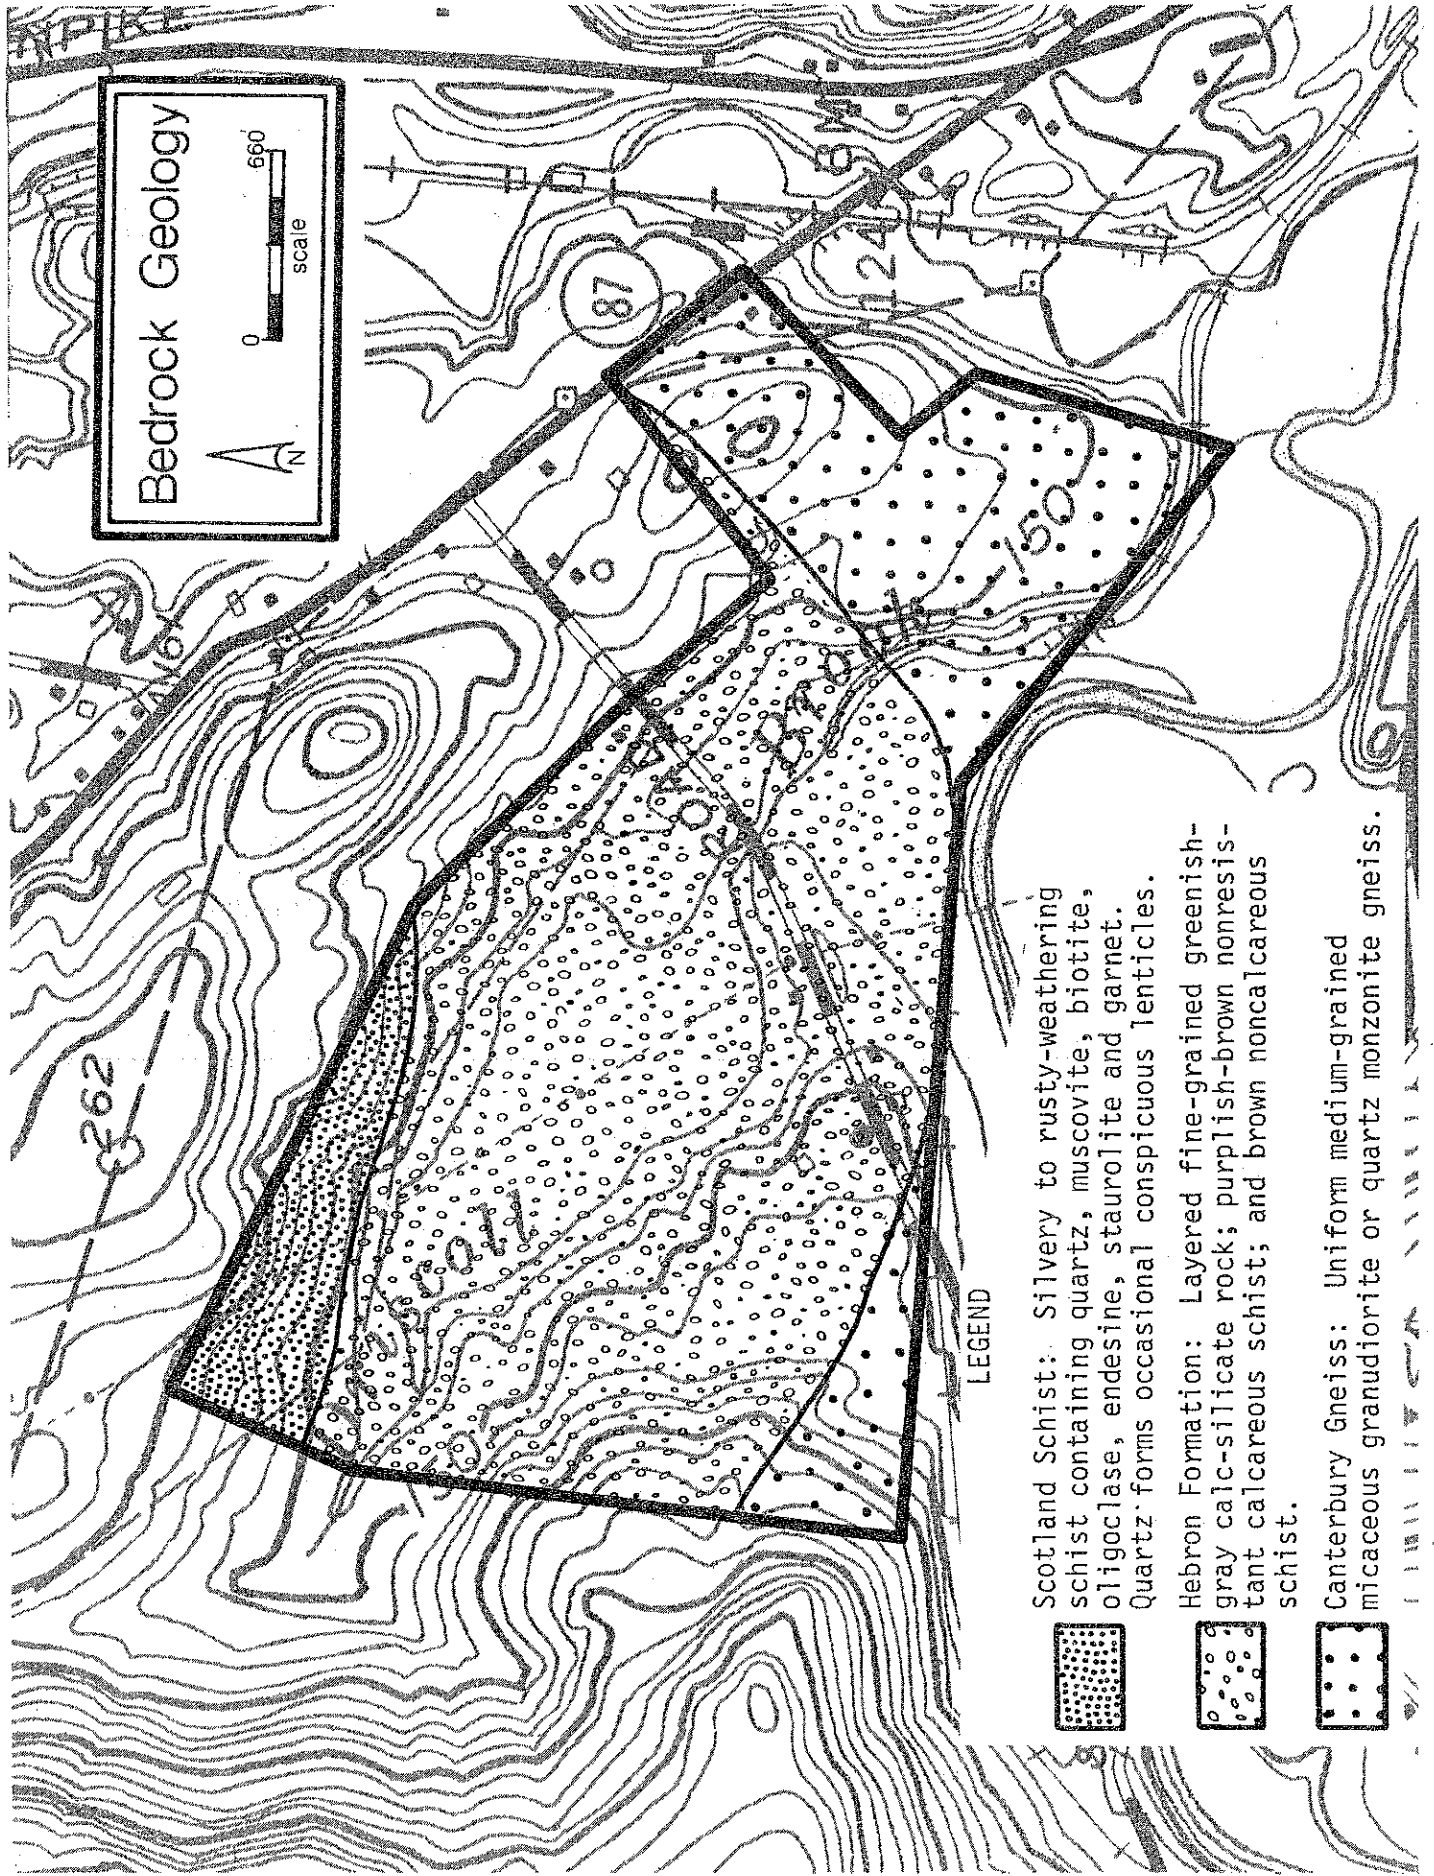 Bedrock Geology
0 660'
scale
N
NPIKE
87
124
BM
262
150
LEGEND
Scotland Schist: Silvery to rusty-weathering
schist containing quartz, muscovite, biotite,
oligoclase, endesine, staurolite and garnet.
Quartz forms occasional conspicuous lenticles.
Hebron Formation: Layered fine-grained greenish-
gray calc-silicate rock; purplish-brown nonresis-
tant calcareous schist; and brown noncalcareous
schist.
Canterbury Gneiss: Uniform medium-grained
micaceous granudiorite or quartz monzonite gneiss.